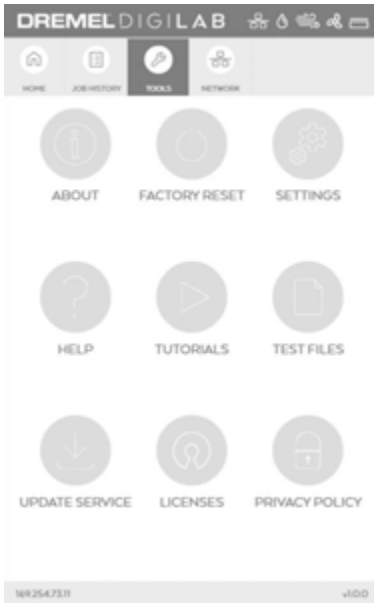 DREMEL DIGILAB
HOME JOB HISTORY TOOLS NETWORK
ABOUT FACTORY RESET SETTINGS
HELP TUTORIALS TEST FILES
UPDATE SERVICE LICENSES PRIVACY POLICY
169.254.73.11 v1.0.0